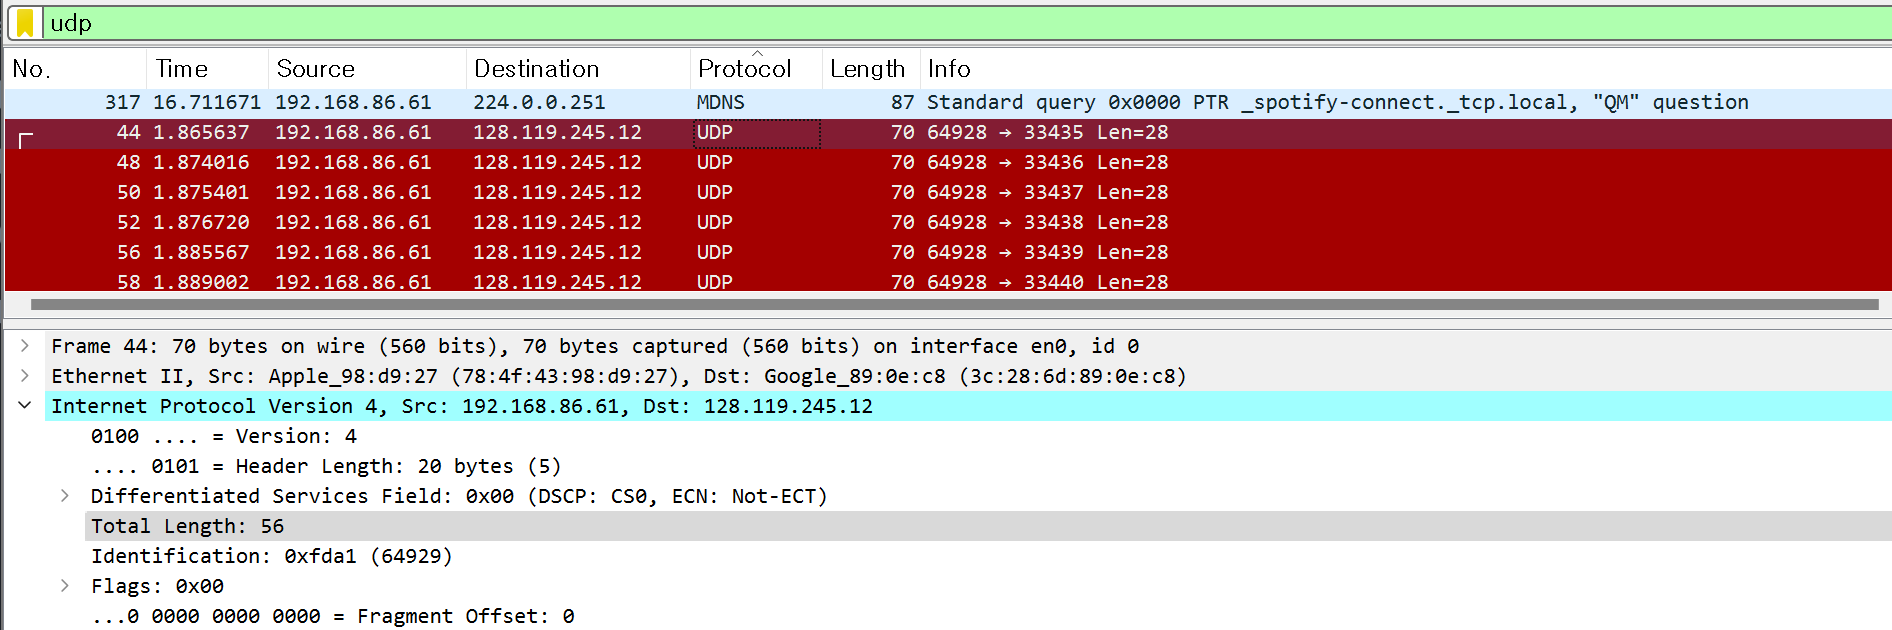 udp
No. Time Source Destination Protocol Length Info
317 16.711671 192.168.86.61 224.0.0.251 MDNS 87 Standard query 0x0000 PTR _spotify-connect._tcp.local, "QM" question
44 1.865637 192.168.86.61 128.119.245.12 UDP 70 64928 → 33435 Len=28
48 1.874016 192.168.86.61 128.119.245.12 UDP 70 64928 → 33436 Len=28
50 1.875401 192.168.86.61 128.119.245.12 UDP 70 64928 → 33437 Len=28
52 1.876720 192.168.86.61 128.119.245.12 UDP 70 64928 → 33438 Len=28
56 1.885567 192.168.86.61 128.119.245.12 UDP 70 64928 → 33439 Len=28
58 1.889002 192.168.86.61 128.119.245.12 UDP 70 64928 → 33440 Len=28
Frame 44: 70 bytes on wire (560 bits), 70 bytes captured (560 bits) on interface en0, id 0
Ethernet II, Src: Apple_98:d9:27 (78:4f:43:98:d9:27), Dst: Google_89:0e:c8 (3c:28:6d:89:0e:c8)
Internet Protocol Version 4, Src: 192.168.86.61, Dst: 128.119.245.12
0100 .... = Version: 4
.... 0101 = Header Length: 20 bytes (5)
Differentiated Services Field: 0x00 (DSCP: CS0, ECN: Not-ECT)
Total Length: 56
Identification: 0xfda1 (64929)
Flags: 0x00
...0 0000 0000 0000 = Fragment Offset: 0